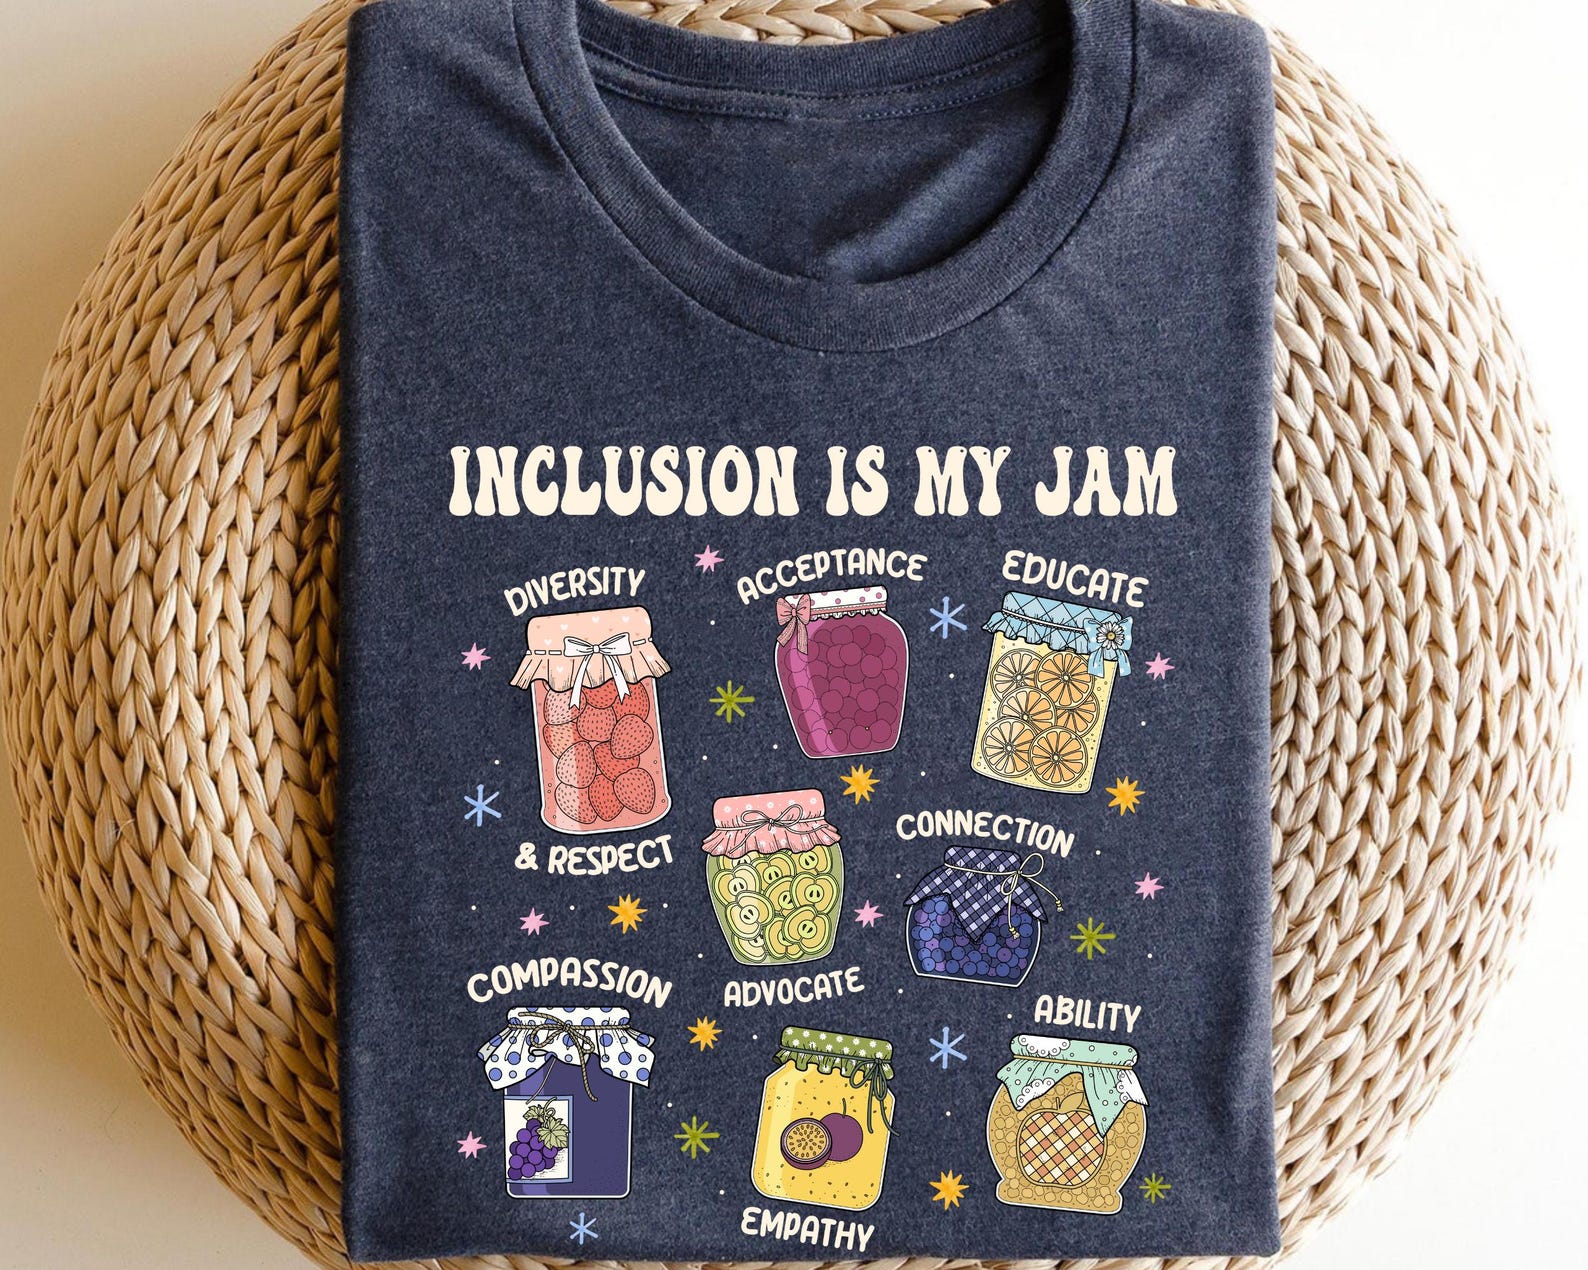 INCLUSION IS MY JAM
DIVERSITY
& RESPECT
ACCEPTANCE
EDUCATE
ADVOCATE
CONNECTION
COMPASSION
EMPATHY
ABILITY